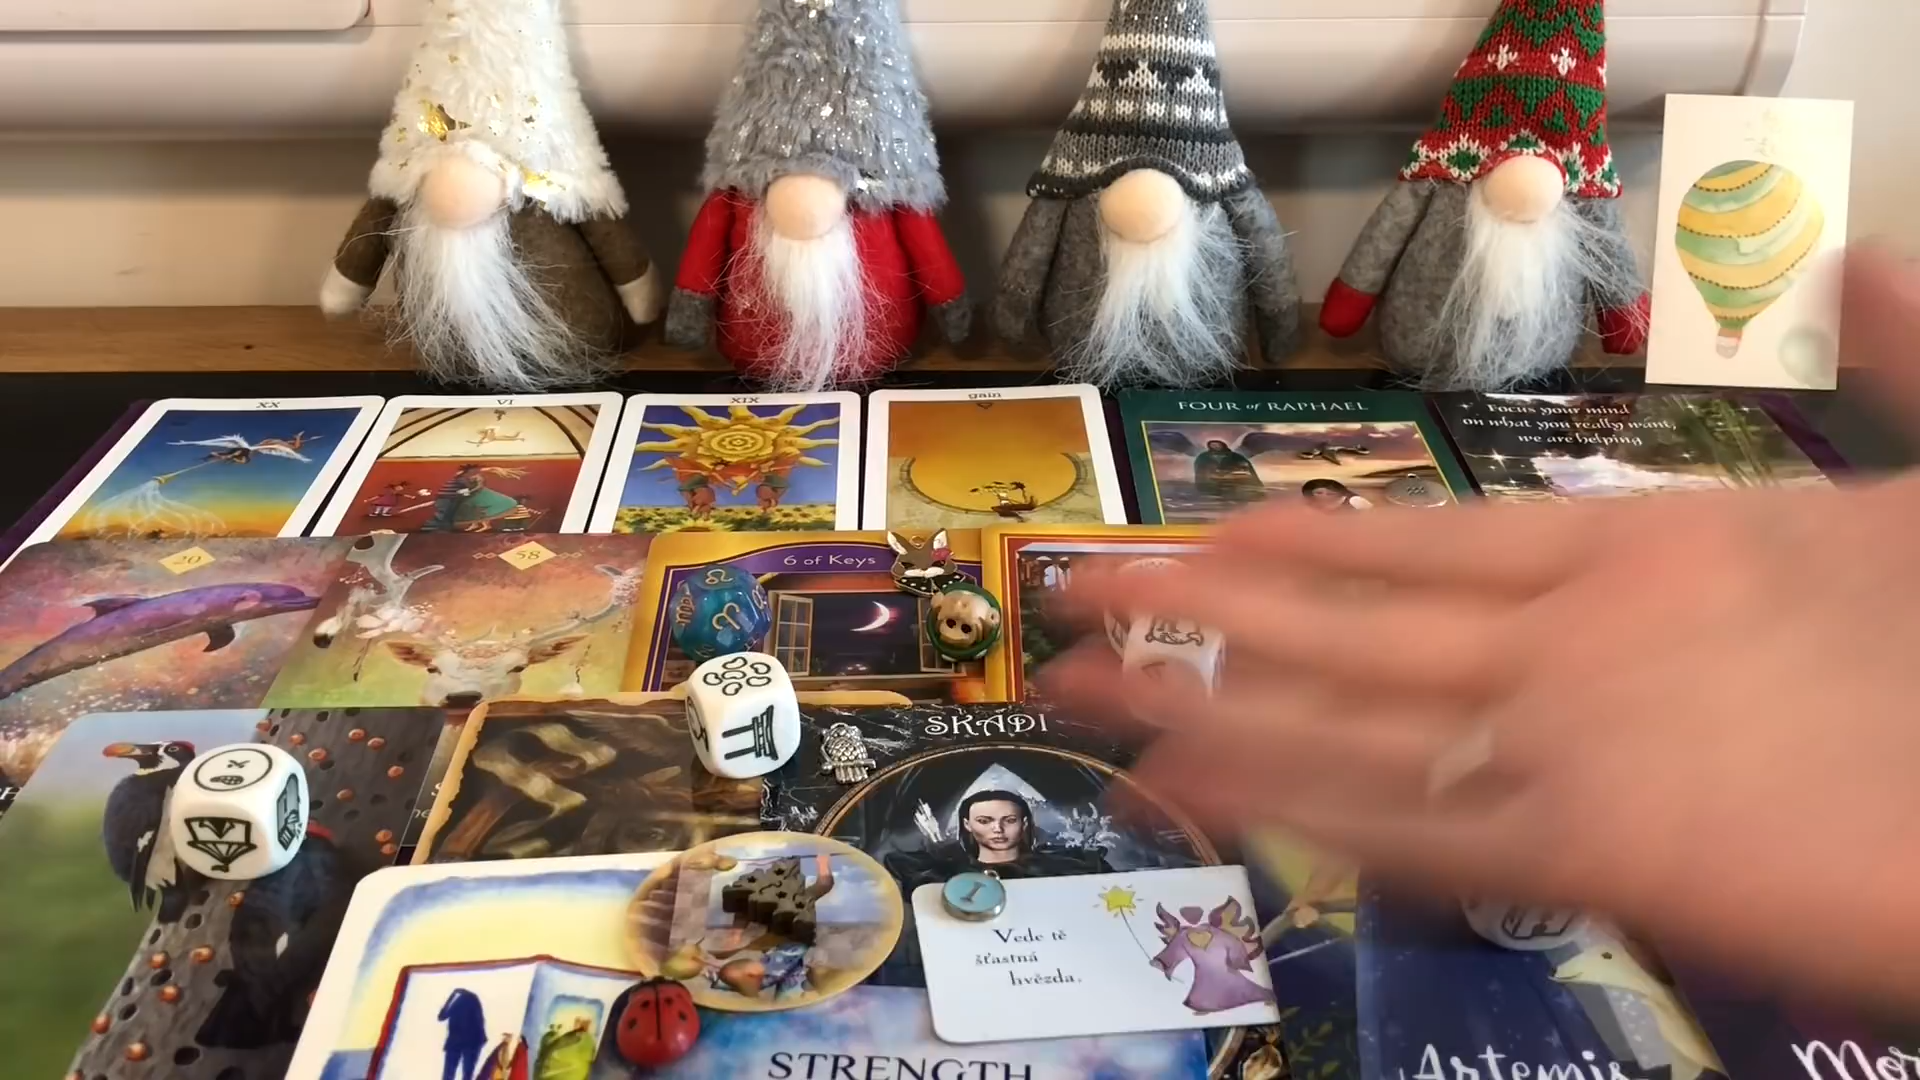 XX
VI
XIX
gain
FOUR of RAPHAEL
Focus your mind
on what you really want,
we are helping
20
58
6 of Keys
SKADI
I
Vede tě
šťastná
hvězda.
STRENGTH
Artemis